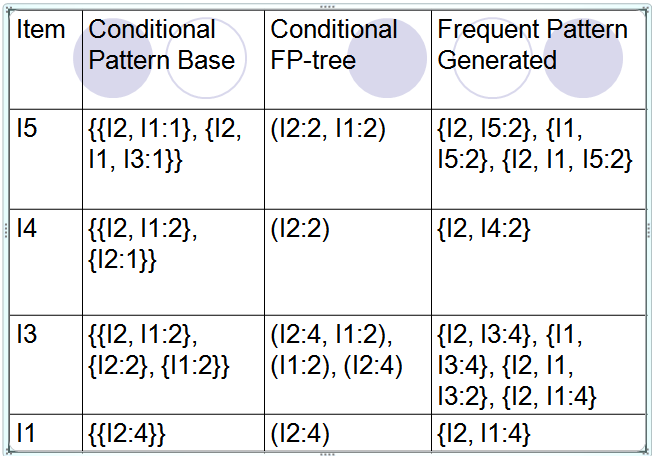 Item
Conditional
Pattern Base
Conditional
FP-tree
Frequent Pattern
Generated
I5
{{I2, I1:1}, {I2,
I1, I3:1}}
(I2:2, I1:2)
{I2, I5:2}, {I1,
I5:2}, {I2, I1, I5:2}
I4
{{I2, I1:2},
{I2:1}}
(I2:2)
{I2, I4:2}
I3
{{I2, I1:2},
{I2:2}, {I1:2}}
(I2:4, I1:2),
(I1:2), (I2:4)
{I2, I3:4}, {I1,
I3:4}, {I2, I1,
I3:2}, {I2, I1:4}
I1
{{I2:4}}
(I2:4)
{I2, I1:4}